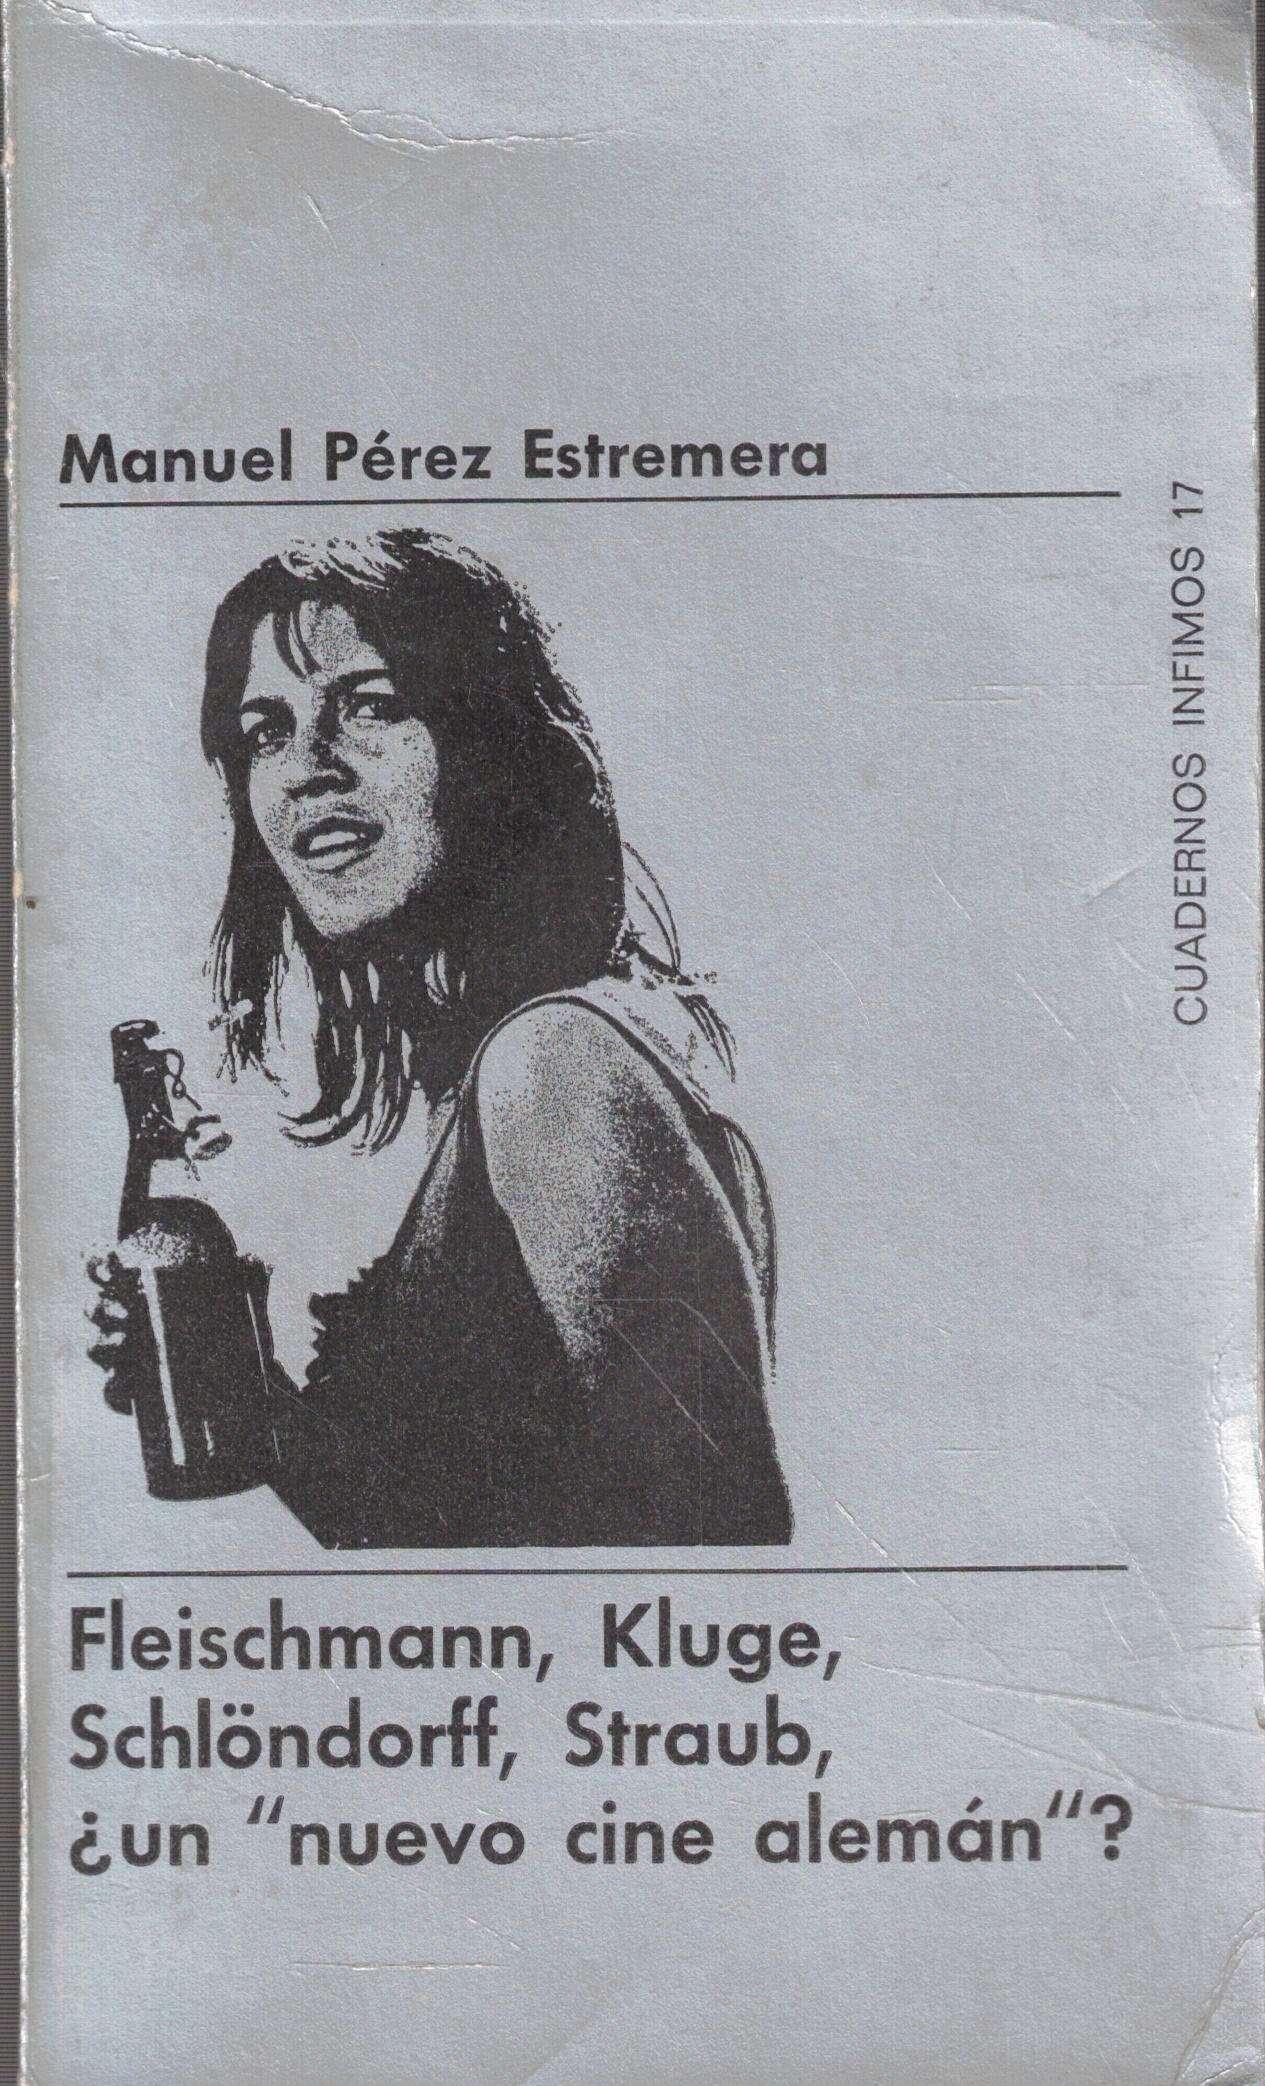 Manuel Pérez Estremera
CUADERNOS INFIMOS 17
Fleischmann, Kluge,
Schlöndorff, Straub,
¿un “nuevo cine alemán“?